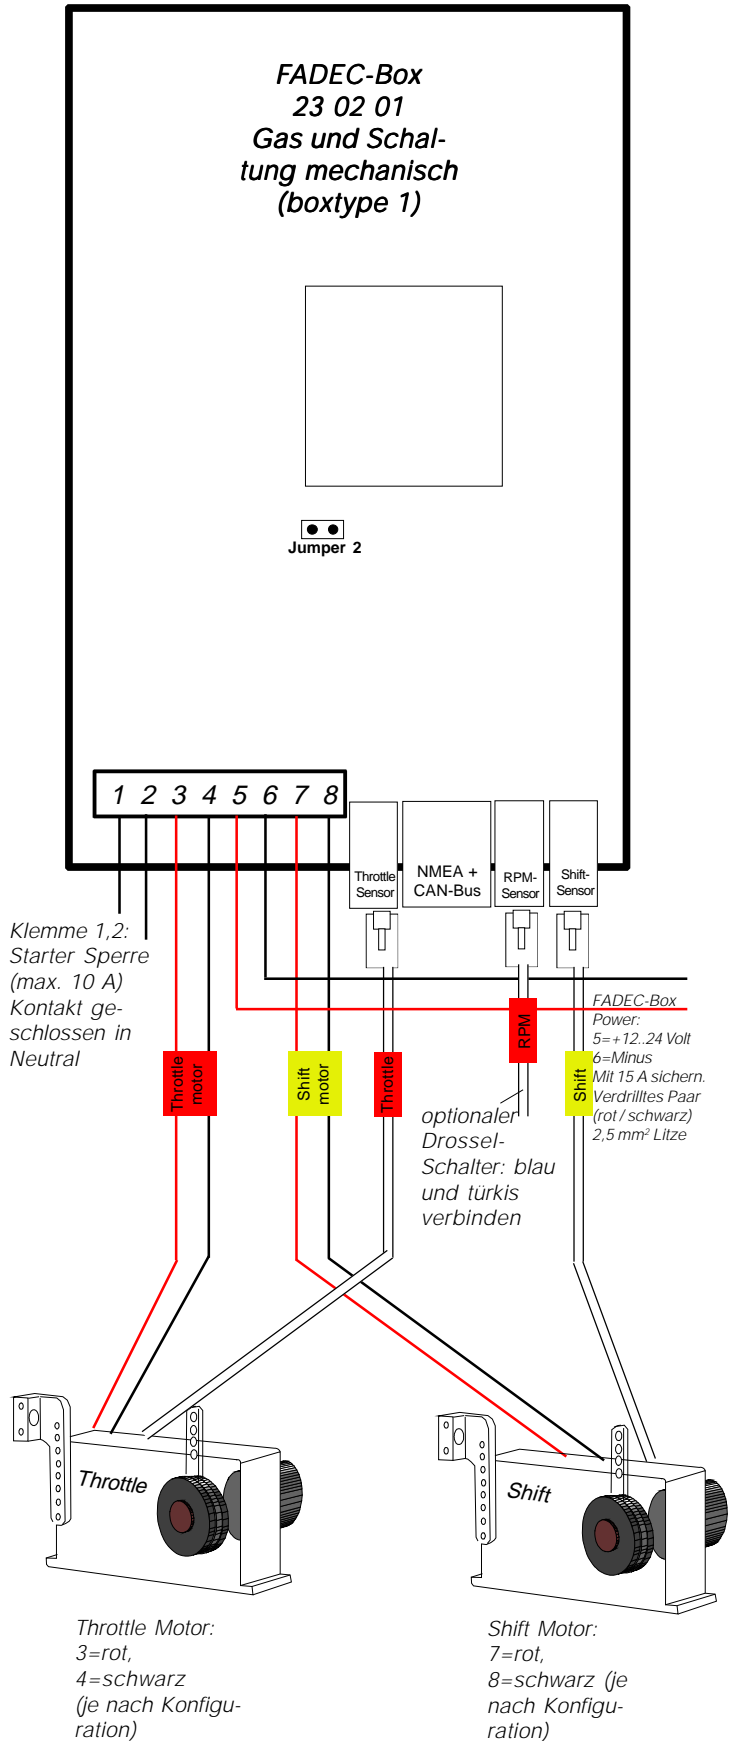 FADEC-Box
23 02 01
Gas und Schal-
tung mechanisch
(boxtype 1)
Jumper 2
1 2 3 4 5 6 7 8
Throttle
Sensor
NMEA +
CAN-Bus
RPM-
Sensor
Shift-
Sensor
Klemme 1,2:
Starter Sperre
(max. 10 A)
Kontakt ge-
schlossen in
Neutral
Throttle
motor
Shift
motor
Throttle
RPM
Shift
FADEC-Box
Power:
5=+12..24 Volt
6=Minus
Mit 15 A sichern.
Verdrilltes Paar
(rot / schwarz)
2,5 mm² Litze
optionaler
Drossel-
Schalter: blau
und türkis
verbinden
Throttle
Shift
Throttle Motor:
3=rot,
4=schwarz
(je nach Konfigu-
ration)
Shift Motor:
7=rot,
8=schwarz (je
nach Konfigu-
ration)